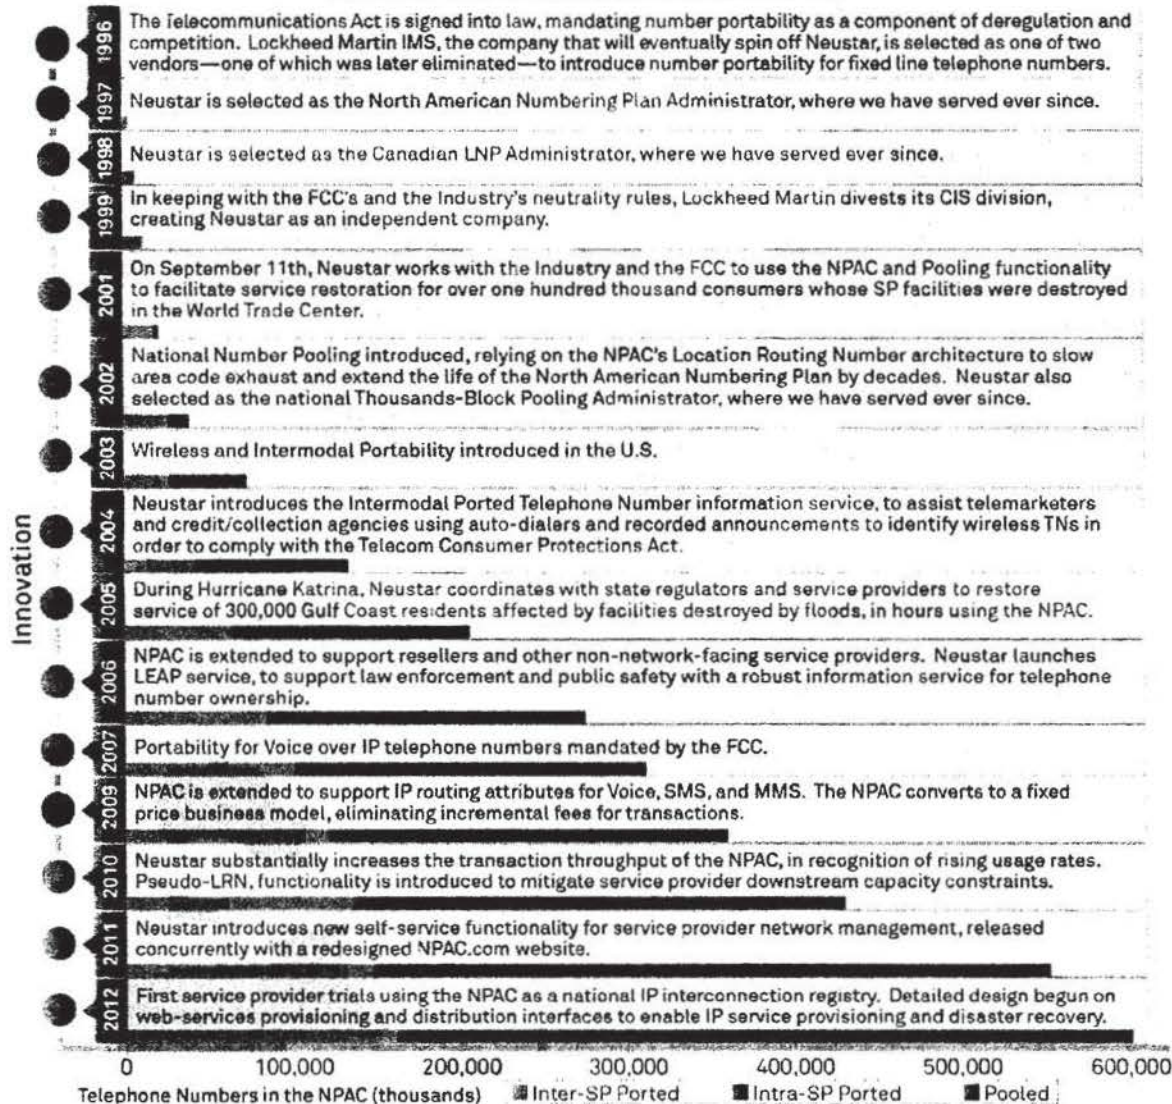 1996
The Telecommunications Act is signed into law, mandating number portability as a component of deregulation and
competition. Lockheed Martin IMS, the company that will eventually spin off Neustar, is selected as one of two
vendors—one of which was later eliminated—to introduce number portability for fixed line telephone numbers.
1997
Neustar is selected as the North American Numbering Plan Administrator, where we have served ever since.
1998
Neustar is selected as the Canadian LNP Administrator, where we have served ever since.
1999
In keeping with the FCC's and the Industry's neutrality rules, Lockheed Martin divests its CIS division,
creating Neustar as an independent company.
2001
On September 11th, Neustar works with the Industry and the FCC to use the NPAC and Pooling functionality
to facilitate service restoration for over one hundred thousand consumers whose SP facilities were destroyed
in the World Trade Center.
2002
National Number Pooling introduced, relying on the NPAC's Location Routing Number architecture to slow
area code exhaust and extend the life of the North American Numbering Plan by decades. Neustar also
selected as the national Thousands-Block Pooling Administrator, where we have served ever since.
2003
Wireless and Intermodal Portability introduced in the U.S.
2004
Neustar introduces the Intermodal Ported Telephone Number information service, to assist telemarketers
and credit/collection agencies using auto-dialers and recorded announcements to identify wireless TNs in
order to comply with the Telecom Consumer Protections Act.
Innovation
2005
During Hurricane Katrina, Neustar coordinates with state regulators and service providers to restore
service of 300,000 Gulf Coast residents affected by facilities destroyed by floods, in hours using the NPAC.
2006
NPAC is extended to support resellers and other non-network-facing service providers. Neustar launches
LEAP service, to support law enforcement and public safety with a robust information service for telephone
number ownership.
2007
Portability for Voice over IP telephone numbers mandated by the FCC.
2009
NPAC is extended to support IP routing attributes for Voice, SMS, and MMS. The NPAC converts to a fixed
price business model, eliminating incremental fees for transactions.
2010
Neustar substantially increases the transaction throughput of the NPAC, in recognition of rising usage rates.
Pseudo-LRN, functionality is introduced to mitigate service provider downstream capacity constraints.
2011
Neustar introduces new self-service functionality for service provider network management, released
concurrently with a redesigned NPAC.com website.
2012
First service provider trials using the NPAC as a national IP interconnection registry. Detailed design begun on
web-services provisioning and distribution interfaces to enable IP service provisioning and disaster recovery.
0 100,000 200,000 300,000 400,000 500,000 600,000
Telephone Numbers in the NPAC (thousands) Inter-SP Ported Intra-SP Ported Pooled